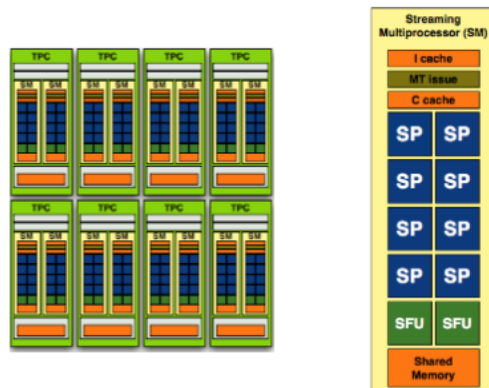 TPC TPC TPC TPC
SM SM SM SM SM SM SM SM
TPC TPC TPC TPC
SM SM SM SM SM SM SM SM
Streaming
Multiprocessor (SM)
I cache
MT issue
C cache
SP SP
SP SP
SP SP
SP SP
SFU SFU
Shared
Memory